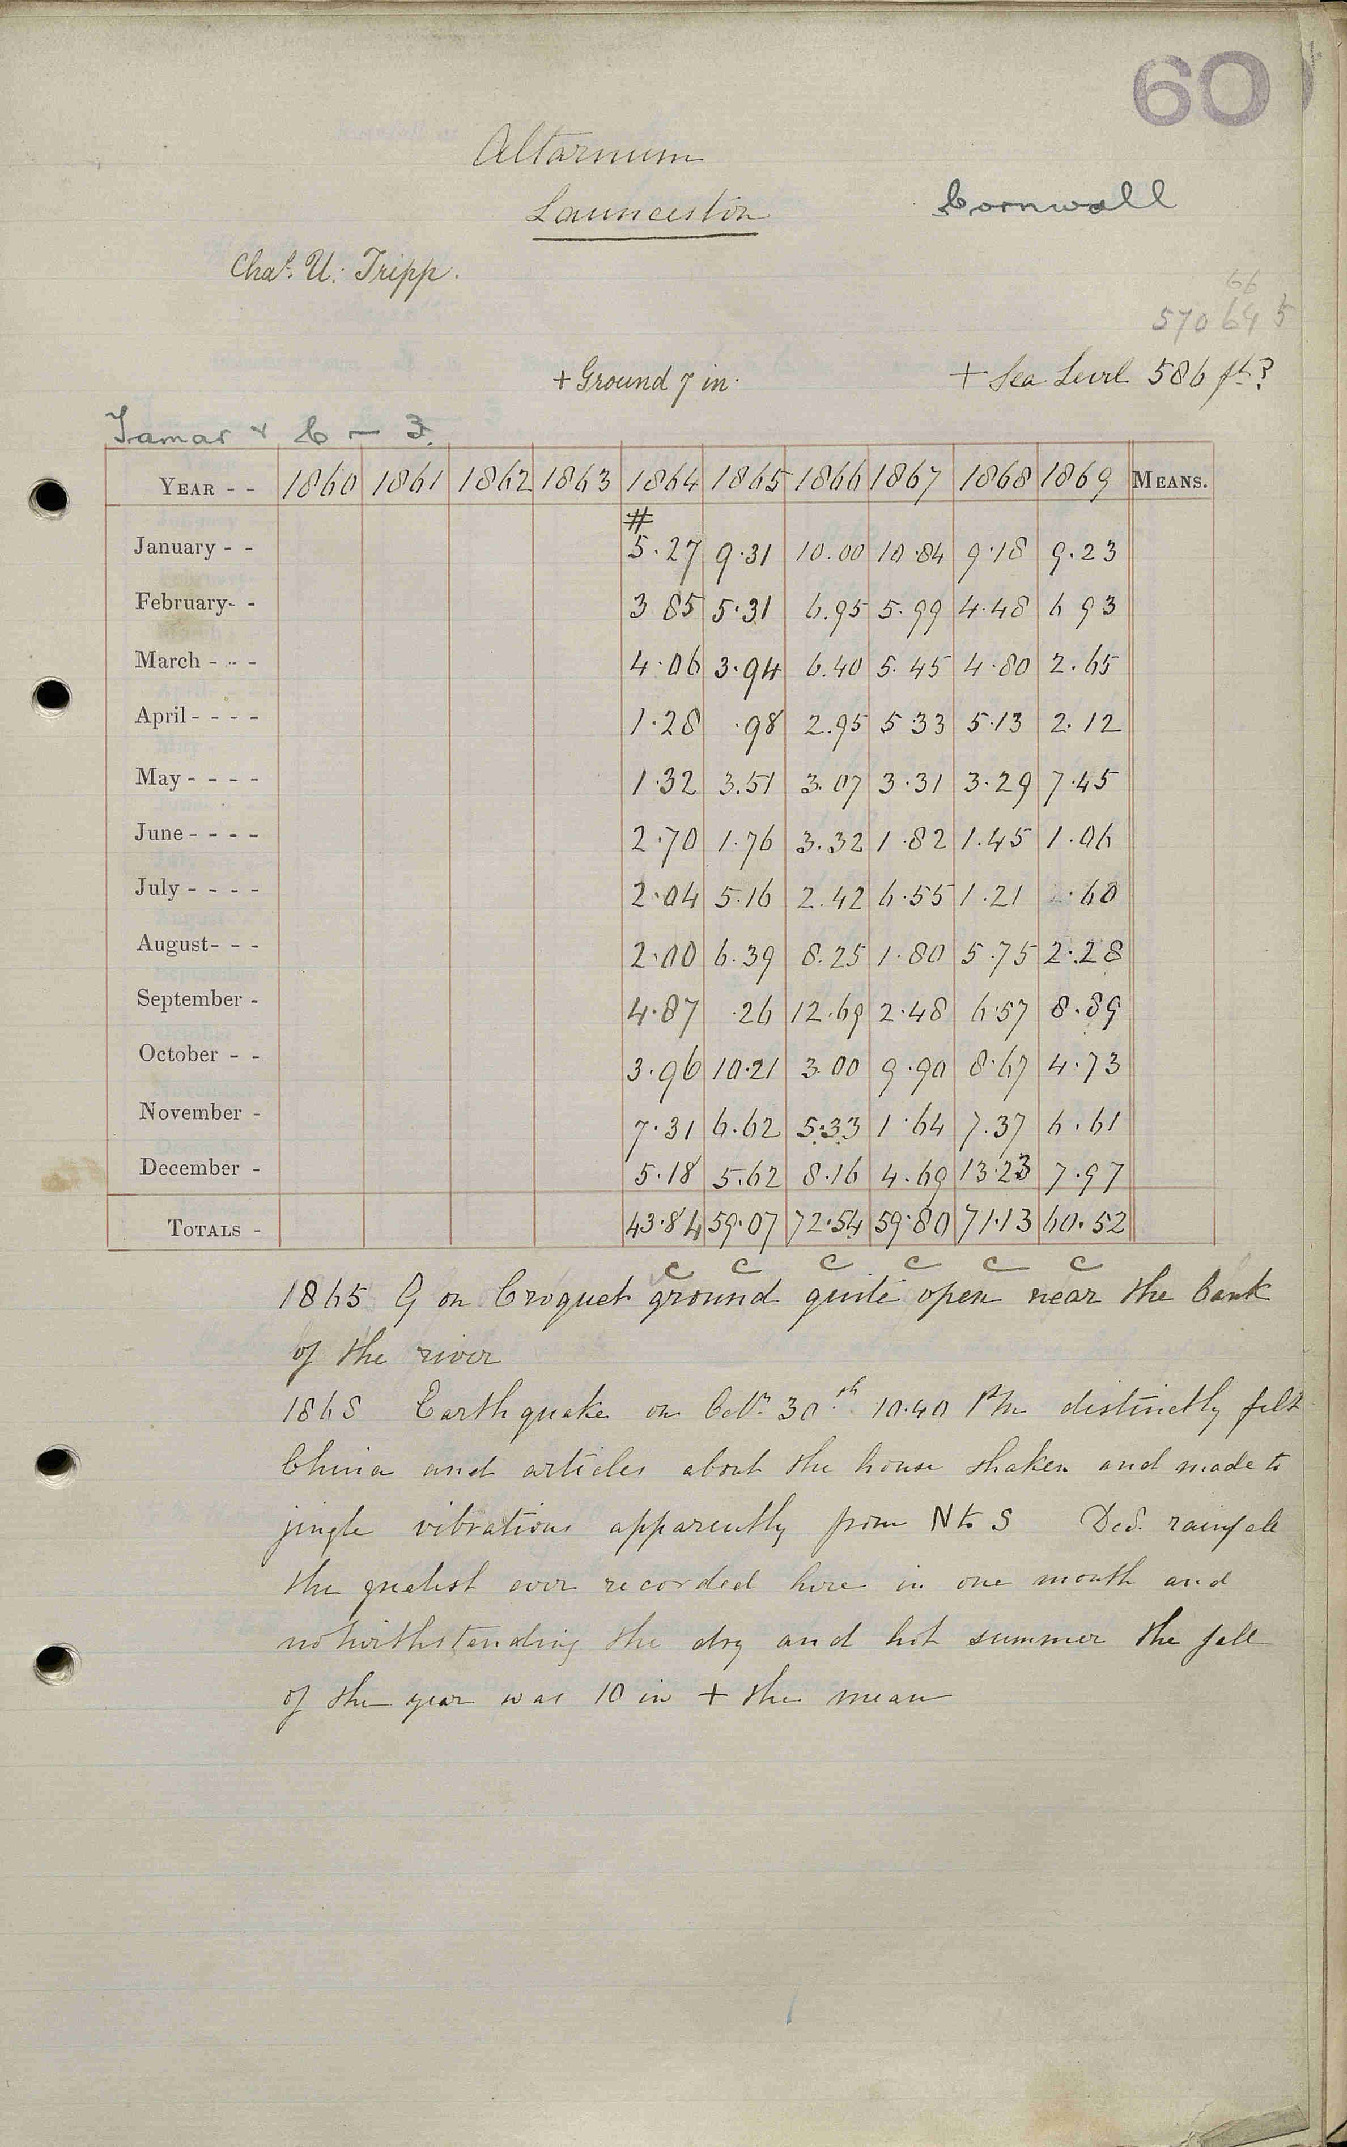 60
Altarnum
Launceston
Cornwall
Chas. U. Tripp.
66
570 64 5
+ Ground 7 in.
+ Sea Level 586 ft?
Tamar & C — 3.
YEAR - - 1860 1861 1862 1863 1864 1865 1866 1867 1868 1869 MEANS.
#
January - - 5.27 9.31 10.00 10.84 9.18 9.23
February- - 3 85 5.31 6.95 5.99 4.48 6 93
March - - - 4.06 3.94 6.40 5.45 4.80 2.65
April - - - - 1.28 .98 2.95 5 33 5.13 2.12
May - - - - 1.32 3.51 3.07 3.31 3.29 7.45
June - - - - 2.70 1.76 3.32 1.82 1.45 1.06
July - - - - 2.04 5.16 2.42 6.55 1.21 .60
August- - - 2.00 6.39 8.25 1.80 5.75 2.28
September - 4.87 .26 12.69 2.48 6.57 8.89
October - - 3.96 10.21 3.00 9.90 8.67 4.73
November - 7.31 6.62 5.33 1.64 7.37 6.61
December - 5.18 5.62 8.16 4.69 13.23 7.97
TOTALS - 43.84 59.07 72.54 59.80 71.13 60.52
c c c c c c
1865 G on Croquet ground quite open near the bank
of the river
1868 Earthquake on Octr. 30th 10.40 PM distinctly felt
China and articles about the house shaken and made to
jingle vibrations apparently from N to S Decr. rainfall
the greatest ever recorded here in one month and
notwithstanding the dry and hot summer the fall
of the year was 10 in + the mean